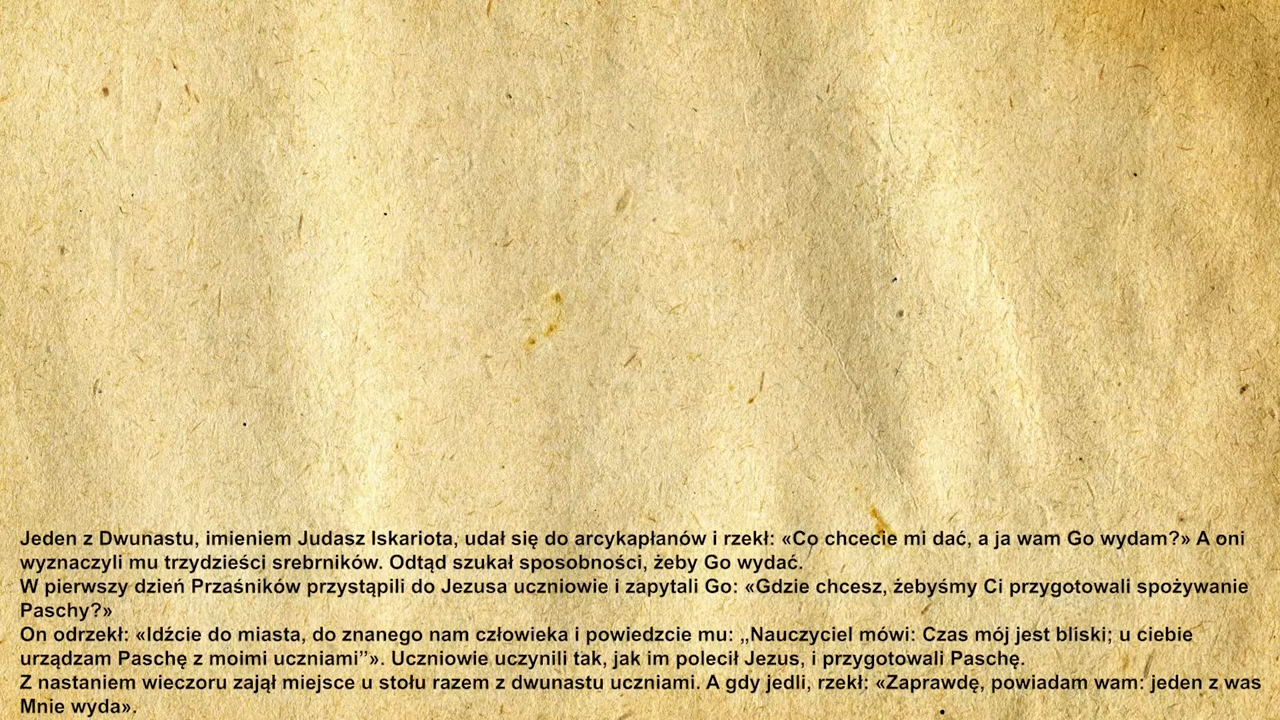 Jeden z Dwunastu, imieniem Judasz Iskariota, udał się do arcykapłanów i rzekł: «Co chcecie mi dać, a ja wam Go wydam?» A oni
wyznaczyli mu trzydzieści srebrników. Odtąd szukał sposobności, żeby Go wydać.
W pierwszy dzień Przaśników przystąpili do Jezusa uczniowie i zapytali Go: «Gdzie chcesz, żebyśmy Ci przygotowali spożywanie
Paschy?»
On odrzekł: «Idźcie do miasta, do znanego nam człowieka i powiedzcie mu: „Nauczyciel mówi: Czas mój jest bliski; u ciebie
urządzam Paschę z moimi uczniami”». Uczniowie uczynili tak, jak im polecił Jezus, i przygotowali Paschę.
Z nastaniem wieczoru zajął miejsce u stołu razem z dwunastu uczniami. A gdy jedli, rzekł: «Zaprawdę, powiadam wam: jeden z was
Mnie wyda».